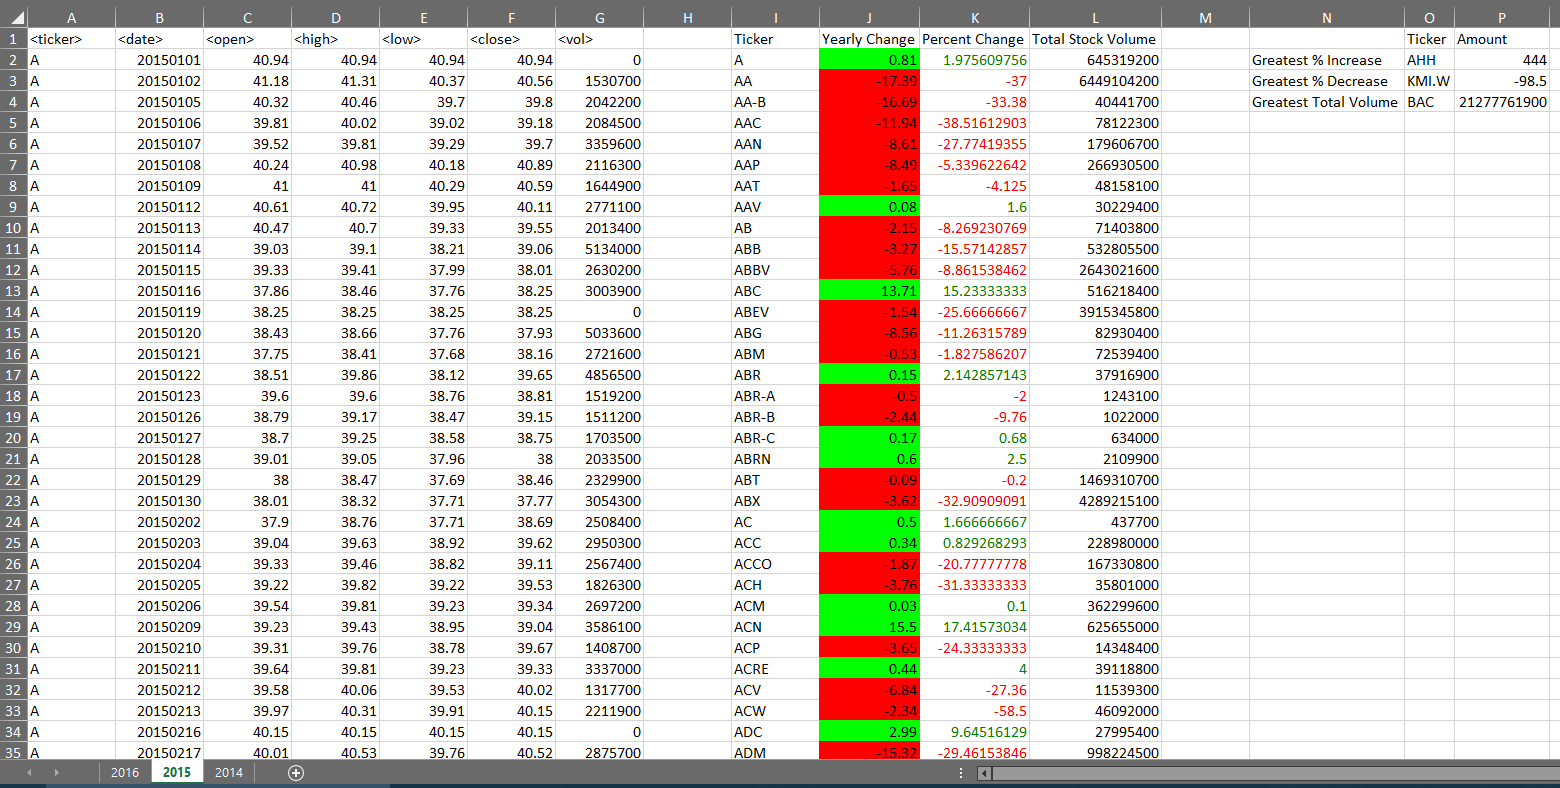 A B C D E F G H I J K L M N O P
1 <ticker> <date> <open> <high> <low> <close> <vol> Ticker Yearly Change Percent Change Total Stock Volume Ticker Amount
2 A 20150101 40.94 40.94 40.94 40.94 0 A 0.81 1.975609756 645319200 Greatest % Increase AHH 444
3 A 20150102 41.18 41.31 40.37 40.56 1530700 AA -17.39 -37 6449104200 Greatest % Decrease KMI.W -98.5
4 A 20150105 40.32 40.46 39.7 39.8 2042200 AA-B -16.69 -33.38 40441700 Greatest Total Volume BAC 21277761900
5 A 20150106 39.81 40.02 39.02 39.18 2084500 AAC -11.94 -38.51612903 78122300
6 A 20150107 39.52 39.81 39.29 39.7 3359600 AAN -8.61 -27.77419355 179606700
7 A 20150108 40.24 40.98 40.18 40.89 2116300 AAP -8.49 -5.339622642 266930500
8 A 20150109 41 41 40.29 40.59 1644900 AAT -1.65 -4.125 48158100
9 A 20150112 40.61 40.72 39.95 40.11 2771100 AAV 0.08 1.6 30229400
10 A 20150113 40.47 40.7 39.33 39.55 2013400 AB -2.15 -8.269230769 71403800
11 A 20150114 39.03 39.1 38.21 39.06 5134000 ABB -3.27 -15.57142857 532805500
12 A 20150115 39.33 39.41 37.99 38.01 2630200 ABBV -5.76 -8.861538462 2643021600
13 A 20150116 37.86 38.46 37.76 38.25 3003900 ABC 13.71 15.23333333 516218400
14 A 20150119 38.25 38.25 38.25 38.25 0 ABEV -1.54 -25.66666667 3915345800
15 A 20150120 38.43 38.66 37.76 37.93 5033600 ABG -8.56 -11.26315789 82930400
16 A 20150121 37.75 38.41 37.68 38.16 2721600 ABM -0.53 -1.827586207 72539400
17 A 20150122 38.51 39.86 38.12 39.65 4856500 ABR 0.15 2.142857143 37916900
18 A 20150123 39.6 39.6 38.76 38.81 1519200 ABR-A -0.5 -2 1243100
19 A 20150126 38.79 39.17 38.47 39.15 1511200 ABR-B -2.44 -9.76 1022000
20 A 20150127 38.7 39.25 38.58 38.75 1703500 ABR-C 0.17 0.68 634000
21 A 20150128 39.01 39.05 37.96 38 2033500 ABRN 0.6 2.5 2109900
22 A 20150129 38 38.47 37.69 38.46 2329900 ABT -0.09 -0.2 1469310700
23 A 20150130 38.01 38.32 37.71 37.77 3054300 ABX -3.62 -32.90909091 4289215100
24 A 20150202 37.9 38.76 37.71 38.69 2508400 AC 0.5 1.666666667 437700
25 A 20150203 39.04 39.63 38.92 39.62 2950300 ACC 0.34 0.829268293 228980000
26 A 20150204 39.33 39.46 38.82 39.11 2567400 ACCO -1.87 -20.77777778 167330800
27 A 20150205 39.22 39.82 39.22 39.53 1826300 ACH -3.76 -31.33333333 35801000
28 A 20150206 39.54 39.81 39.23 39.34 2697200 ACM 0.03 0.1 362299600
29 A 20150209 39.23 39.43 38.95 39.04 3586100 ACN 15.5 17.41573034 625655000
30 A 20150210 39.31 39.76 38.78 39.67 1408700 ACP -3.65 -24.33333333 14348400
31 A 20150211 39.64 39.81 39.23 39.33 3337000 ACRE 0.44 4 39118800
32 A 20150212 39.58 40.06 39.53 40.02 1317700 ACV -6.84 -27.36 11539300
33 A 20150213 39.97 40.31 39.91 40.15 2211900 ACW -2.34 -58.5 46092000
34 A 20150216 40.15 40.15 40.15 40.15 0 ADC 2.99 9.64516129 27995400
35 A 20150217 40.01 40.53 39.76 40.52 2875700 ADM -15.32 -29.46153846 998224500
2016 2015 2014